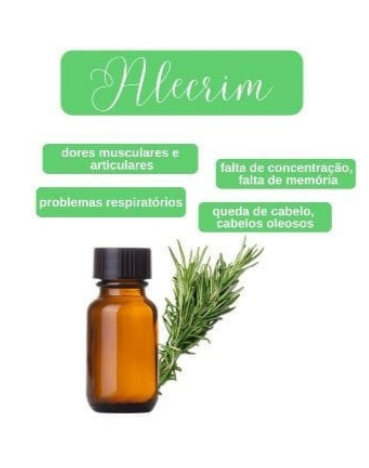 Alecrim
dores musculares e
articulares
falta de concentração,
falta de memória
problemas respiratórios
queda de cabelo,
cabelos oleosos